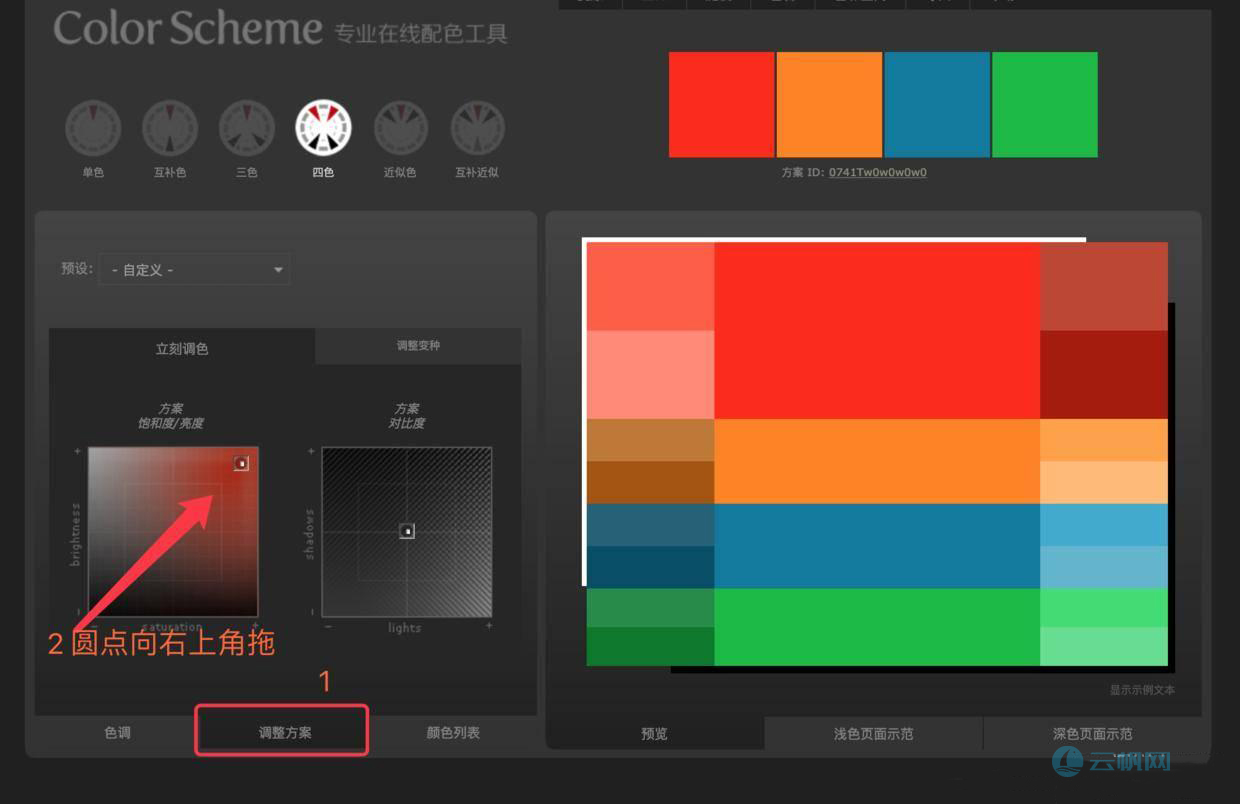 Color Scheme 专业在线配色工具
单色
互补色
三色
四色
近似色
互补近似
方案 ID: 0741Tw0w0w0w0
预设:
- 自定义 -
立刻调色
调整变种
方案
饱和度/亮度
方案
对比度
+
+
brightness
shadows
-
-
-
saturation
+
-
lights
+
2 圆点向右上角拖
1
色调
调整方案
颜色列表
显示示例文本
预览
浅色页面示范
深色页面示范
云帆网